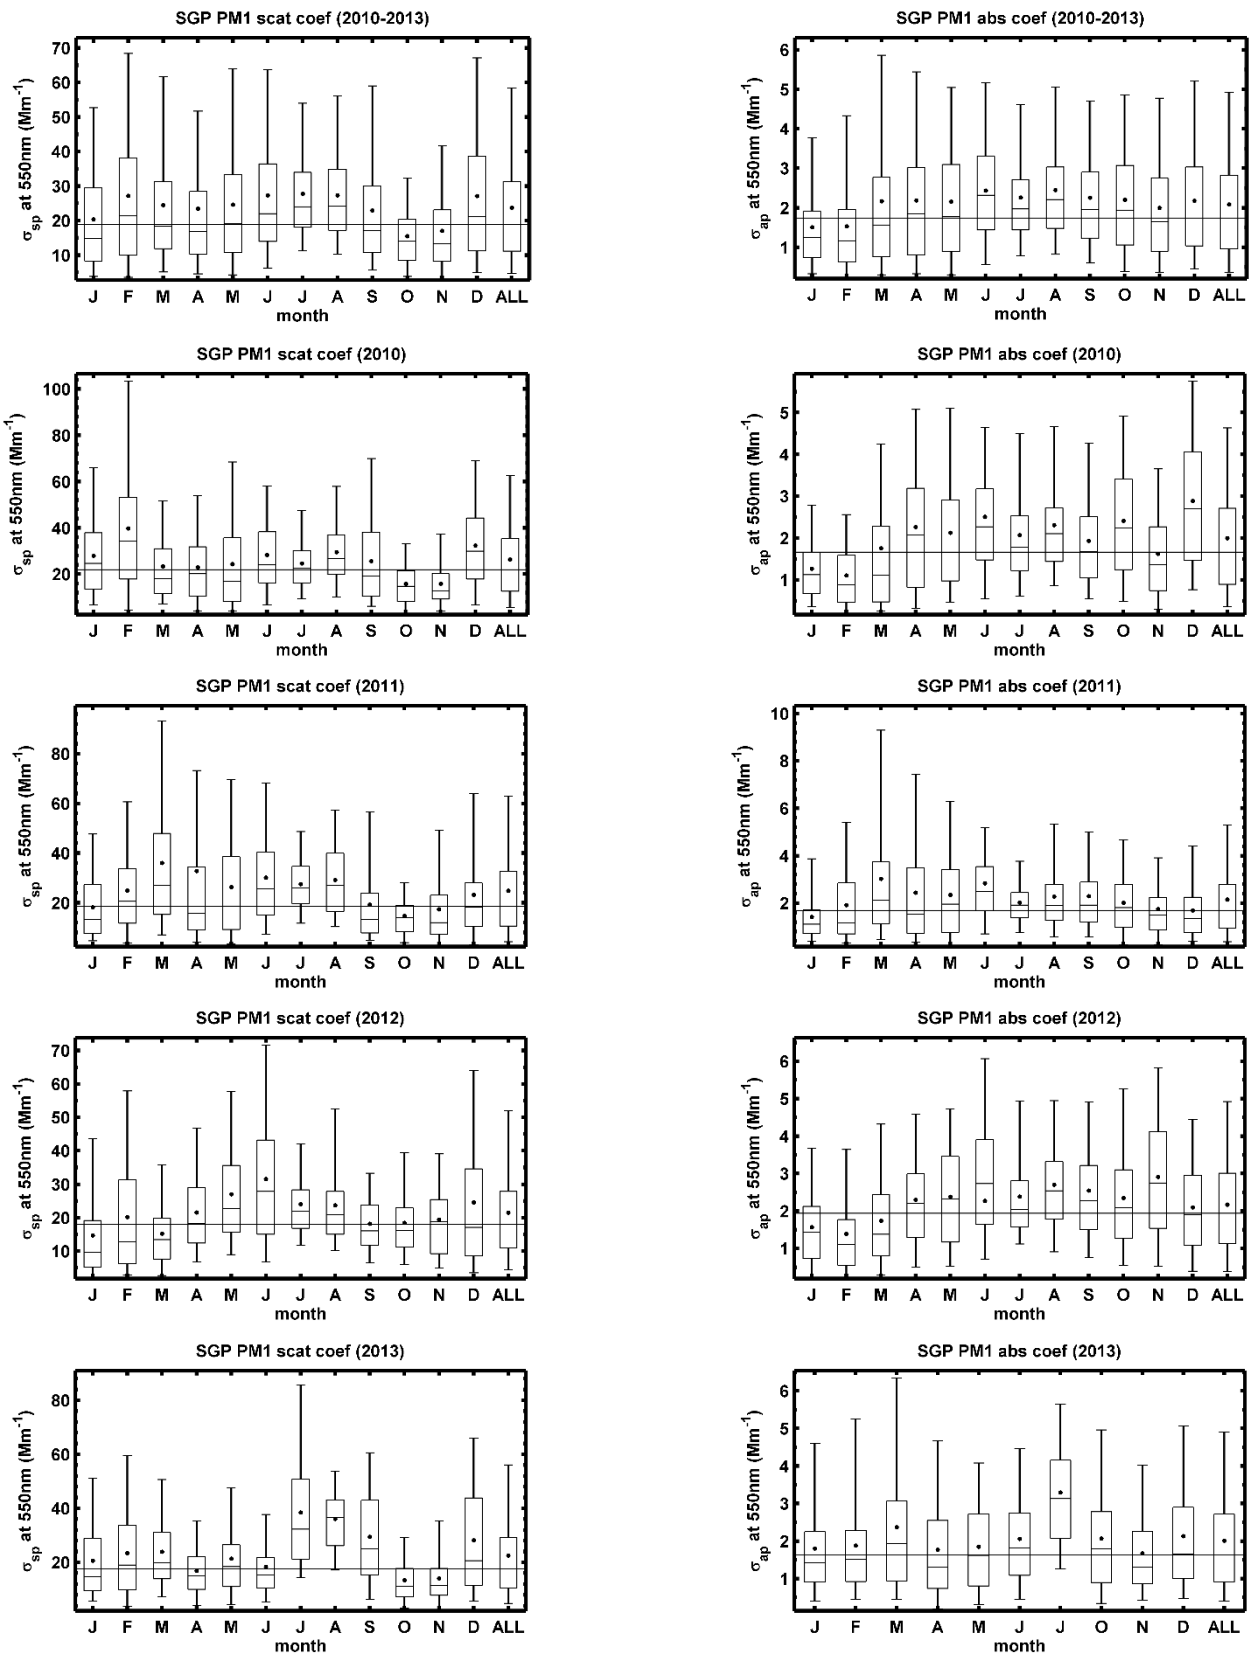 SGP PM1 scat coef (2010-2013)
σsp at 550nm (Mm⁻¹)
70
60
50
40
30
20
10
J F M A M J J A S O N D ALL
month
SGP PM1 abs coef (2010-2013)
σap at 550nm (Mm⁻¹)
6
5
4
3
2
1
J F M A M J J A S O N D ALL
month
SGP PM1 scat coef (2010)
σsp at 550nm (Mm⁻¹)
100
80
60
40
20
J F M A M J J A S O N D ALL
month
SGP PM1 abs coef (2010)
σap at 550nm (Mm⁻¹)
5
4
3
2
1
J F M A M J J A S O N D ALL
month
SGP PM1 scat coef (2011)
σsp at 550nm (Mm⁻¹)
80
60
40
20
J F M A M J J A S O N D ALL
month
SGP PM1 abs coef (2011)
σap at 550nm (Mm⁻¹)
10
8
6
4
2
J F M A M J J A S O N D ALL
month
SGP PM1 scat coef (2012)
σsp at 550nm (Mm⁻¹)
70
60
50
40
30
20
10
J F M A M J J A S O N D ALL
month
SGP PM1 abs coef (2012)
σap at 550nm (Mm⁻¹)
6
5
4
3
2
1
J F M A M J J A S O N D ALL
month
SGP PM1 scat coef (2013)
σsp at 550nm (Mm⁻¹)
80
60
40
20
J F M A M J J A S O N D ALL
month
SGP PM1 abs coef (2013)
σap at 550nm (Mm⁻¹)
6
5
4
3
2
1
J F M A M J J O N D ALL
month